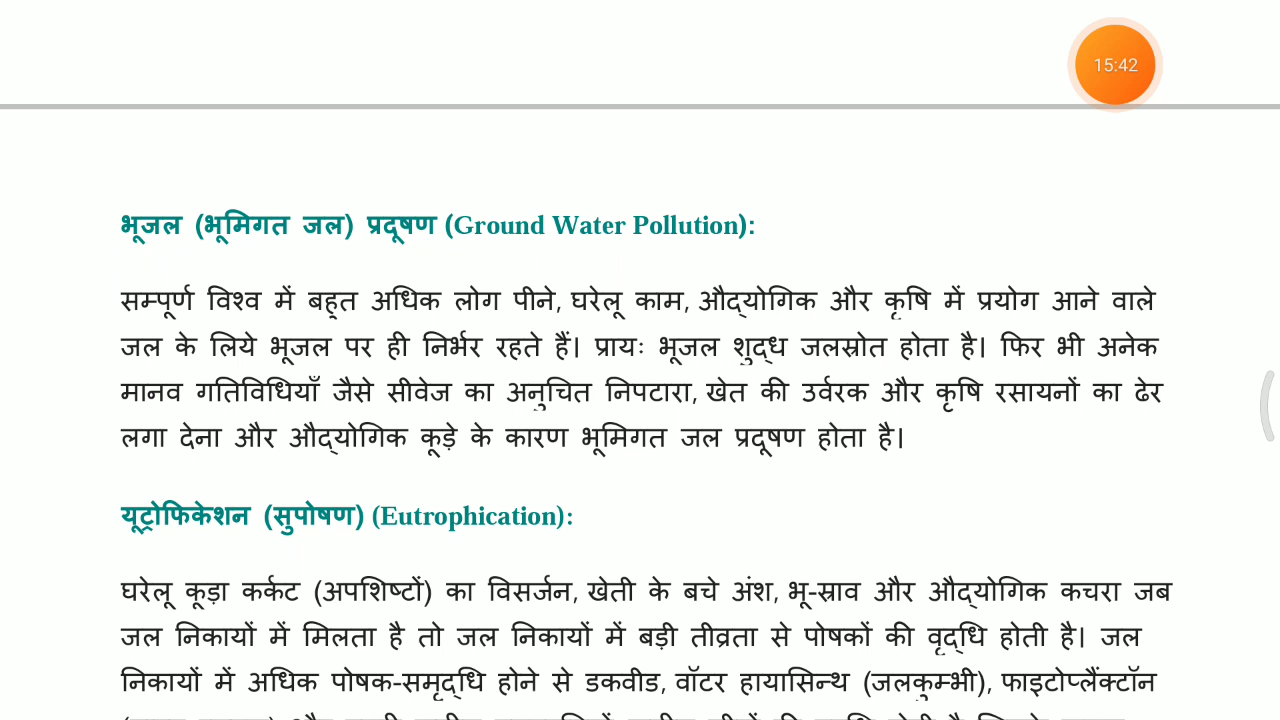 15:42
भूजल (भूमिगत जल) प्रदूषण (Ground Water Pollution):
सम्पूर्ण विश्व में बहुत अधिक लोग पीने, घरेलू काम, औद्योगिक और कृषि में प्रयोग आने वाले
जल के लिये भूजल पर ही निर्भर रहते हैं। प्रायः भूजल शुद्ध जलस्रोत होता है। फिर भी अनेक
मानव गतिविधियाँ जैसे सीवेज का अनुचित निपटारा, खेत की उर्वरक और कृषि रसायनों का ढेर
लगा देना और औद्योगिक कूड़े के कारण भूमिगत जल प्रदूषण होता है।
यूट्रोफिकेशन (सुपोषण) (Eutrophication):
घरेलू कूड़ा कर्कट (अपशिष्टों) का विसर्जन, खेती के बचे अंश, भू-स्राव और औद्योगिक कचरा जब
जल निकायों में मिलता है तो जल निकायों में बड़ी तीव्रता से पोषकों की वृद्धि होती है। जल
निकायों में अधिक पोषक-समृद्धि होने से डकवीड, वॉटर हायासिन्थ (जलकुम्भी), फाइटोप्लैंक्टॉन